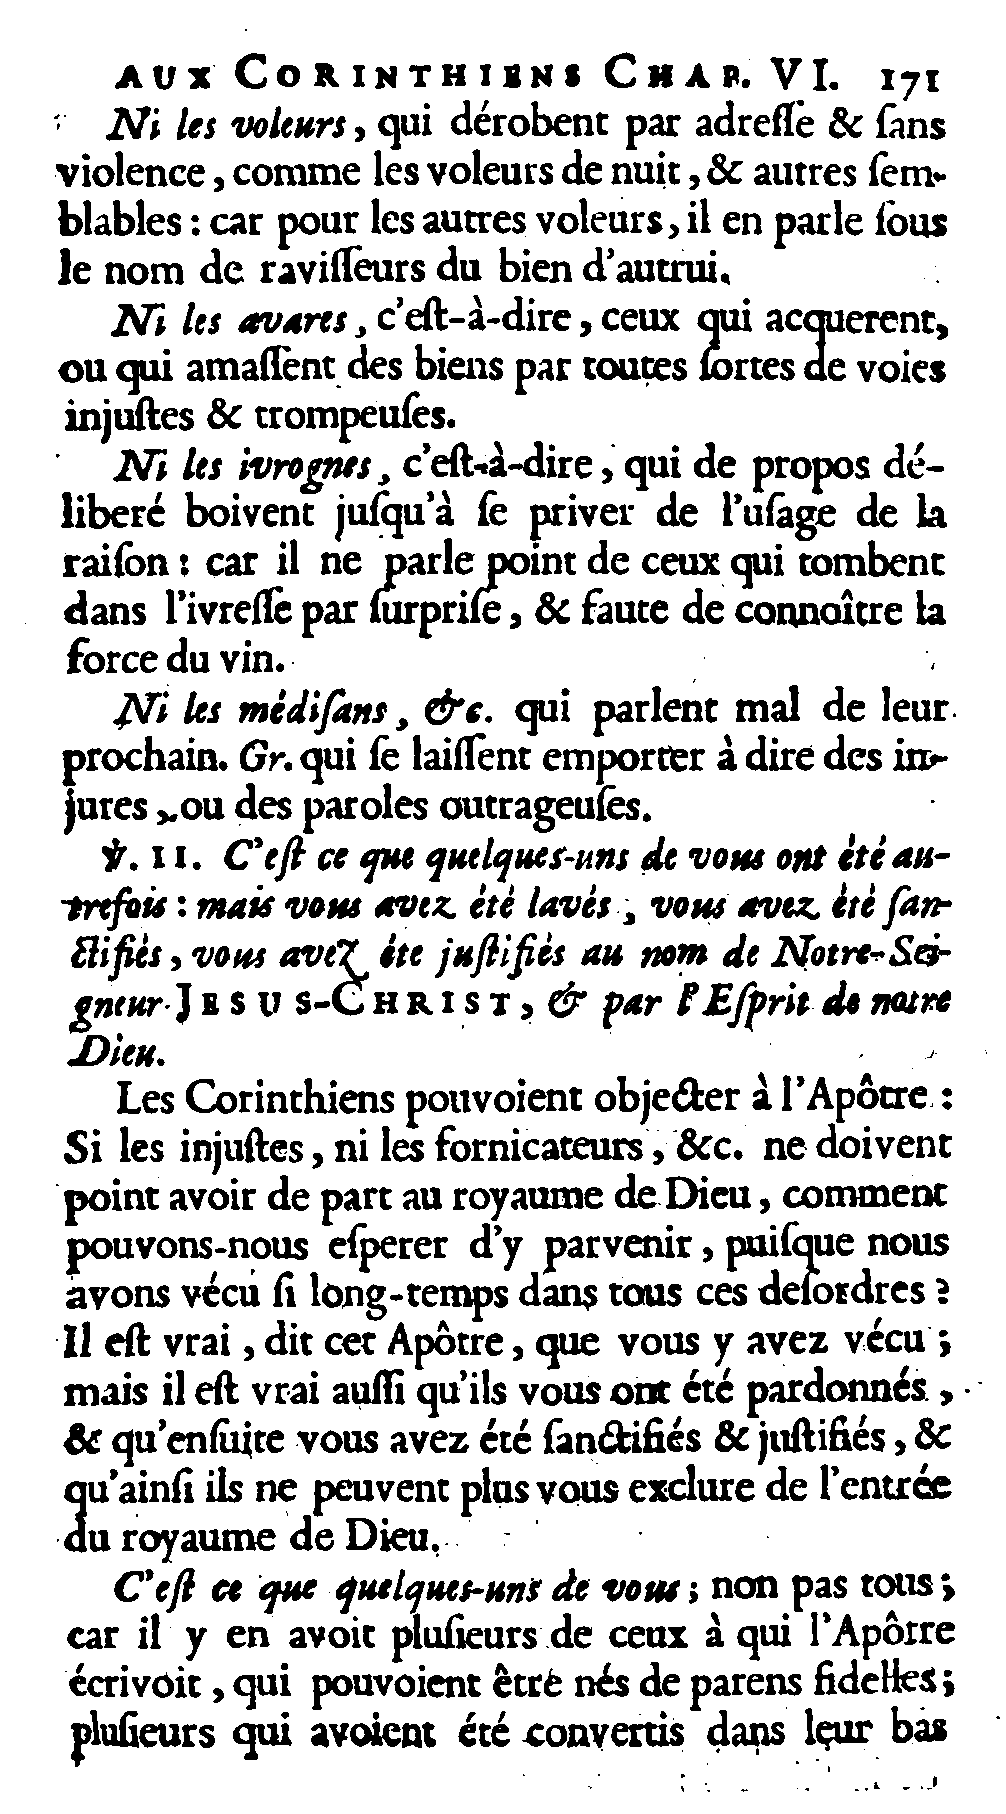 AUX CORINTHIENS CHAP. VI. 171
Ni les voleurs, qui dérobent par adreſſe & ſans
violence, comme les voleurs de nuit, & autres ſem-
blables : car pour les autres voleurs, il en parle ſous
le nom de raviſſeurs du bien d'autrui.
Ni les avares, c'eſt-à-dire, ceux qui acquerent,
ou qui amaſſent des biens par toutes ſortes de voies
injuſtes & trompeuſes.
Ni les ivrognes, c'eſt-à-dire, qui de propos dé-
liberé boivent juſqu'à ſe priver de l'uſage de la
raiſon : car il ne parle point de ceux qui tombent
dans l'ivreſſe par ſurpriſe, & faute de connoître la
force du vin.
Ni les médiſans, &c. qui parlent mal de leur
prochain. Gr. qui ſe laiſſent emporter à dire des in-
jures, ou des paroles outrageuſes.
℣. 11. C'eſt ce que quelques-uns de vous ont été au-
trefois : mais vous avez été lavés, vous avez été ſan-
ctifiés, vous avez éte juſtifiés au nom de Notre-Sei-
gneur JESUS-CHRIST, & par l'Eſprit de notre
Dieu.
Les Corinthiens pouvoient objecter à l'Apôtre :
Si les injuſtes, ni les fornicateurs, &c. ne doivent
point avoir de part au royaume de Dieu, comment
pouvons-nous eſperer d'y parvenir, puiſque nous
avons vécu ſi long-temps dans tous ces deſordres ?
Il eſt vrai, dit cet Apôtre, que vous y avez vécu ;
mais il eſt vrai auſſi qu'ils vous ont été pardonnés,
& qu'enſuite vous avez été ſanctifiés & juſtifiés, &
qu'ainſi ils ne peuvent plus vous exclure de l'entrée
du royaume de Dieu.
C'eſt ce que quelques-uns de vous ; non pas tous ;
car il y en avoit pluſieurs de ceux à qui l'Apôtre
écrivoit, qui pouvoient être nés de parens fidelles ;
pluſieurs qui avoient été convertis dans leur bas